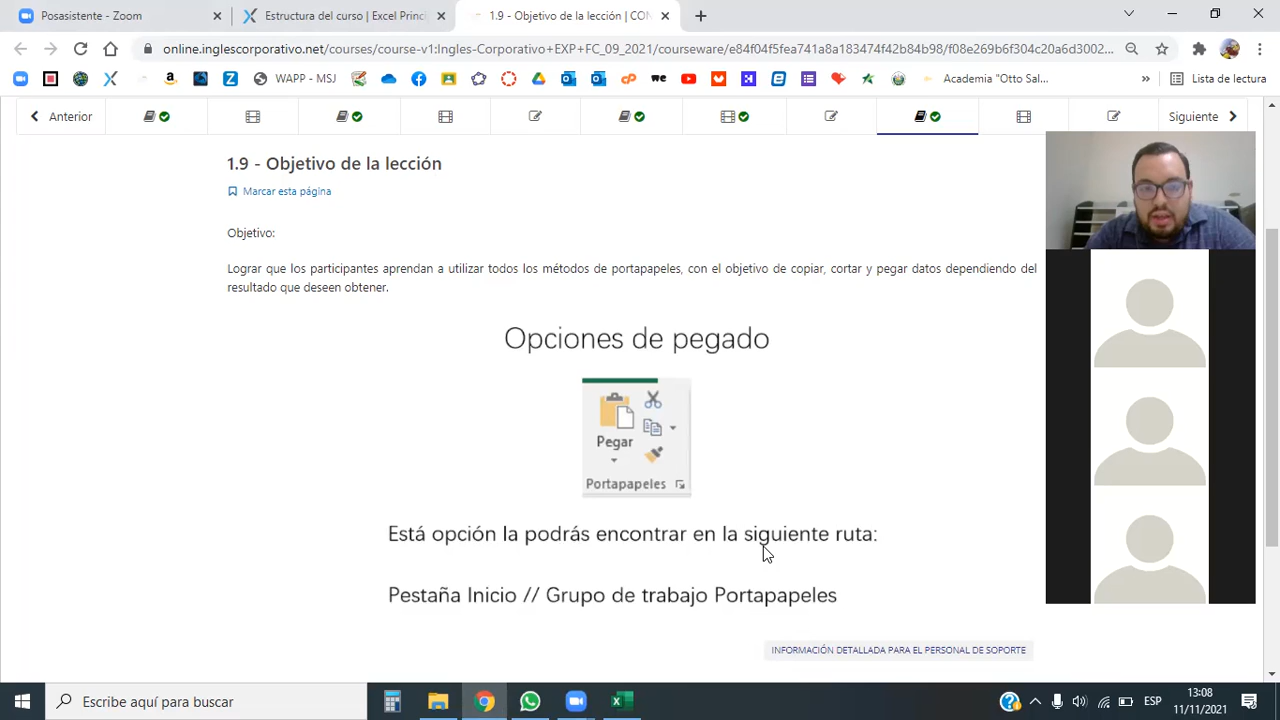 Posasistente - Zoom
Estructura del curso | Excel Princi
1.9 - Objetivo de la lección | CON
online.inglescorporativo.net/courses/course-v1:Ingles-Corporativo+EXP+FC_09_2021/courseware/e84f04f5fea741a8a183474f42b84b98/f08e269b6f304c20a6d3002...
WAPP - MSJ
Academia "Otto Sal...
Lista de lectura
Anterior
Siguiente
1.9 - Objetivo de la lección
Marcar esta página
Objetivo:
Lograr que los participantes aprendan a utilizar todos los métodos de portapapeles, con el objetivo de copiar, cortar y pegar datos dependiendo del
resultado que deseen obtener.
Opciones de pegado
Pegar
Portapapeles
Está opción la podrás encontrar en la siguiente ruta:
Pestaña Inicio // Grupo de trabajo Portapapeles
INFORMACIÓN DETALLADA PARA EL PERSONAL DE SOPORTE
Escribe aquí para buscar
ESP
13:08
11/11/2021